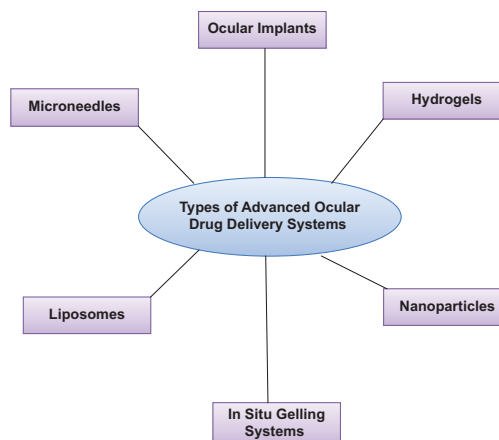 Ocular Implants
Microneedles
Hydrogels
Types of Advanced Ocular
Drug Delivery Systems
Liposomes
Nanoparticles
In Situ Gelling
Systems